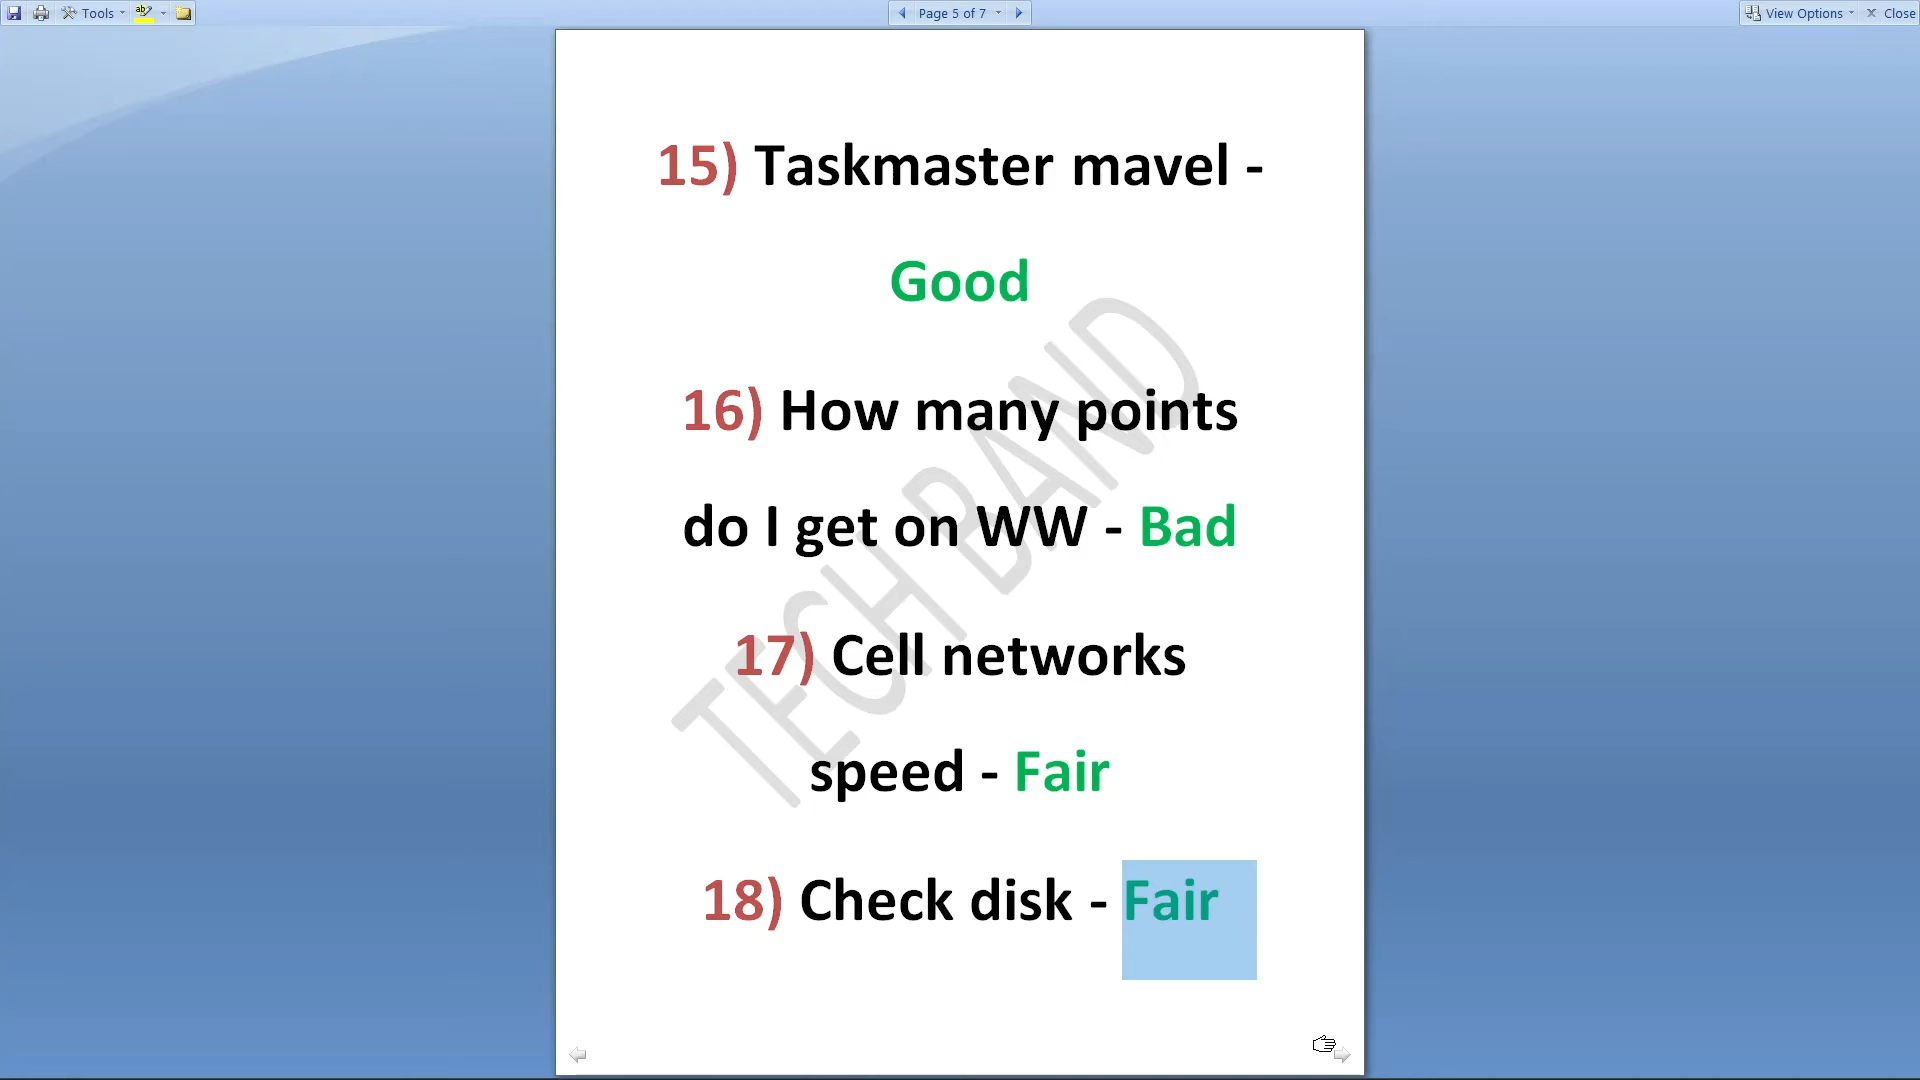 Tools
Page 5 of 7
View Options
Close
15) Taskmaster mavel -
Good
16) How many points
do I get on WW - Bad
17) Cell networks
speed - Fair
18) Check disk - Fair
TECH BAND